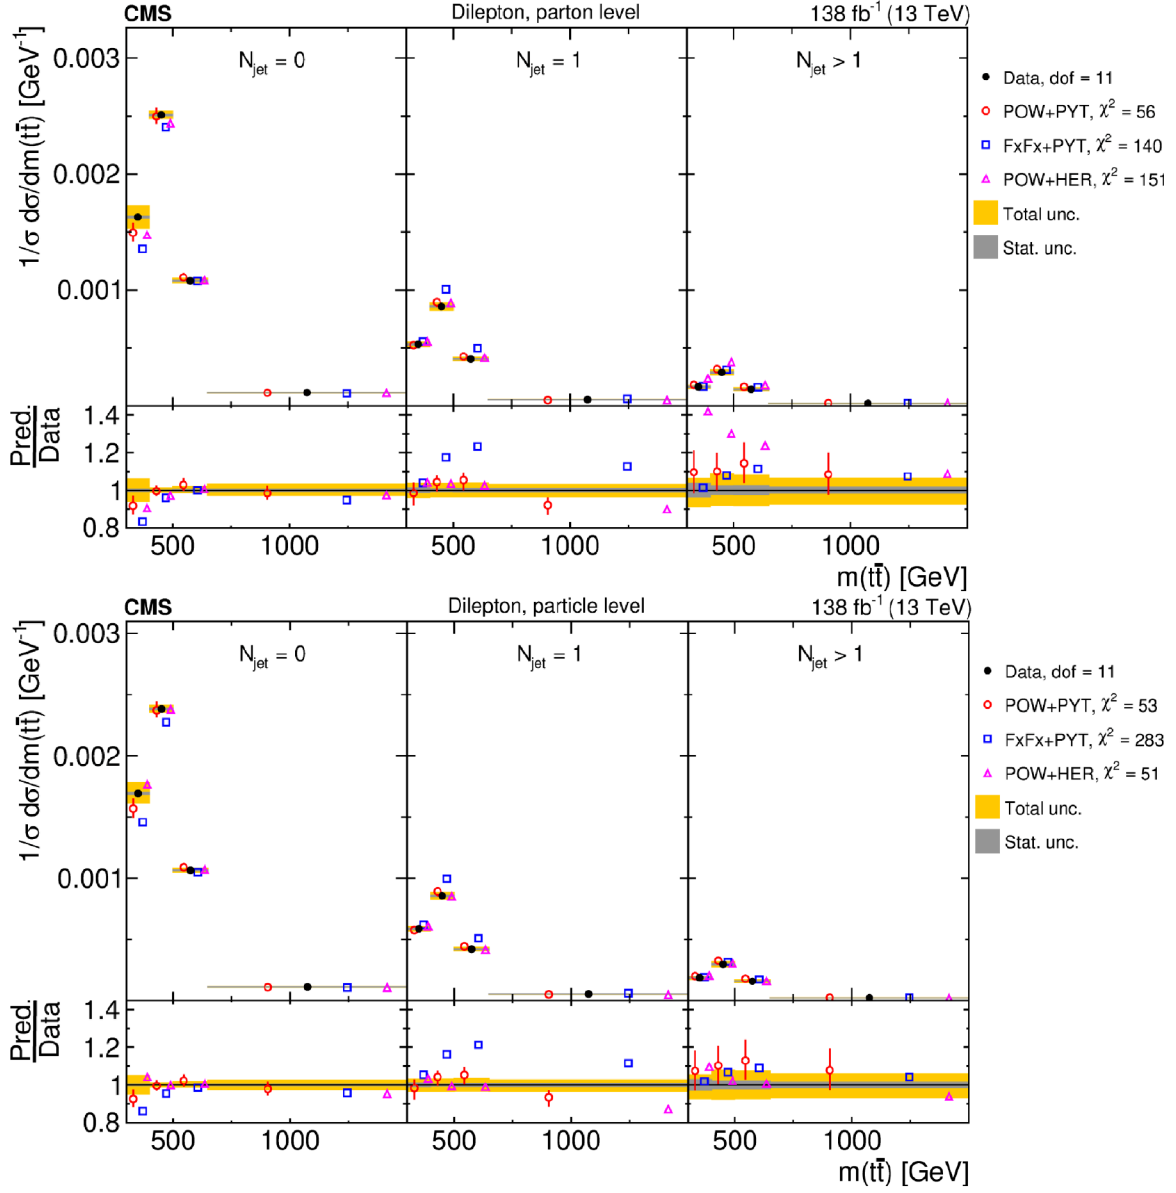 CMS Dilepton, parton level 138 fb⁻¹ (13 TeV)
1/σ dσ/dm(tt̄) [GeV⁻¹]
N_jet = 0 N_jet = 1 N_jet > 1
0.003
0.002
0.001
Data, dof = 11
POW+PYT, χ² = 56
FxFx+PYT, χ² = 140
POW+HER, χ² = 151
Total unc.
Stat. unc.
Pred.
Data
1.4
1.2
1
0.8
500 1000 500 1000 500 1000
m(tt̄) [GeV]
CMS Dilepton, particle level 138 fb⁻¹ (13 TeV)
1/σ dσ/dm(tt̄) [GeV⁻¹]
N_jet = 0 N_jet = 1 N_jet > 1
0.003
0.002
0.001
Data, dof = 11
POW+PYT, χ² = 53
FxFx+PYT, χ² = 283
POW+HER, χ² = 51
Total unc.
Stat. unc.
Pred.
Data
1.4
1.2
1
0.8
500 1000 500 1000 500 1000
m(tt̄) [GeV]